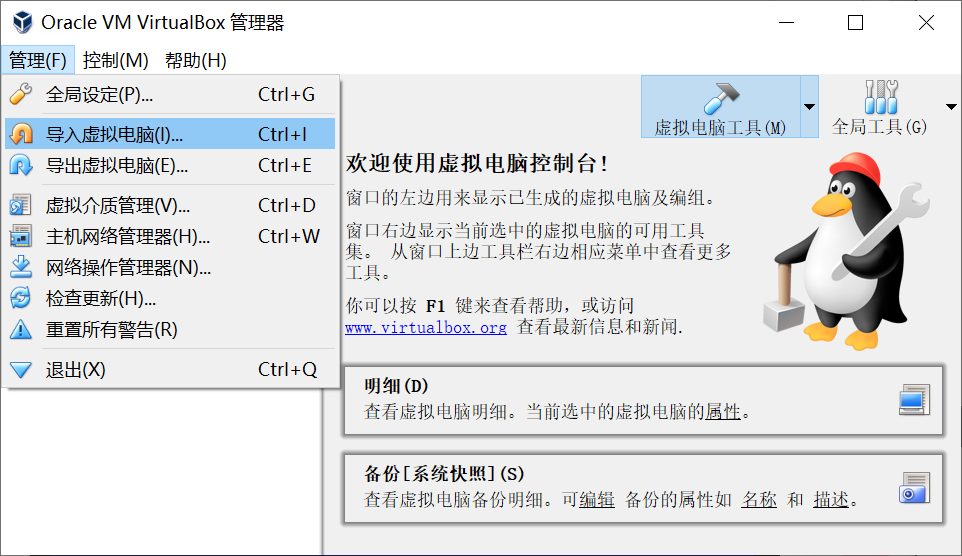 Oracle VM VirtualBox 管理器
管理(F) 控制(M) 帮助(H)
全局设定(P)... Ctrl+G
导入虚拟电脑(I)... Ctrl+I
导出虚拟电脑(E)... Ctrl+E
虚拟介质管理(V)... Ctrl+D
主机网络管理器(H)... Ctrl+W
网络操作管理器(N)...
检查更新(H)...
重置所有警告(R)
退出(X) Ctrl+Q
虚拟电脑工具(M) 全局工具(G)
欢迎使用虚拟电脑控制台!
窗口的左边用来显示已生成的虚拟电脑及编组。
窗口右边显示当前选中的虚拟电脑的可用工具
集。 从窗口上边工具栏右边相应菜单中查看更多
工具。
你可以按 F1 键来查看帮助，或访问
www.virtualbox.org 查看最新信息和新闻.
明细(D)
查看虚拟电脑明细。当前选中的虚拟电脑的属性。
备份[系统快照](S)
查看虚拟电脑备份明细。可编辑 备份的属性如 名称 和 描述。